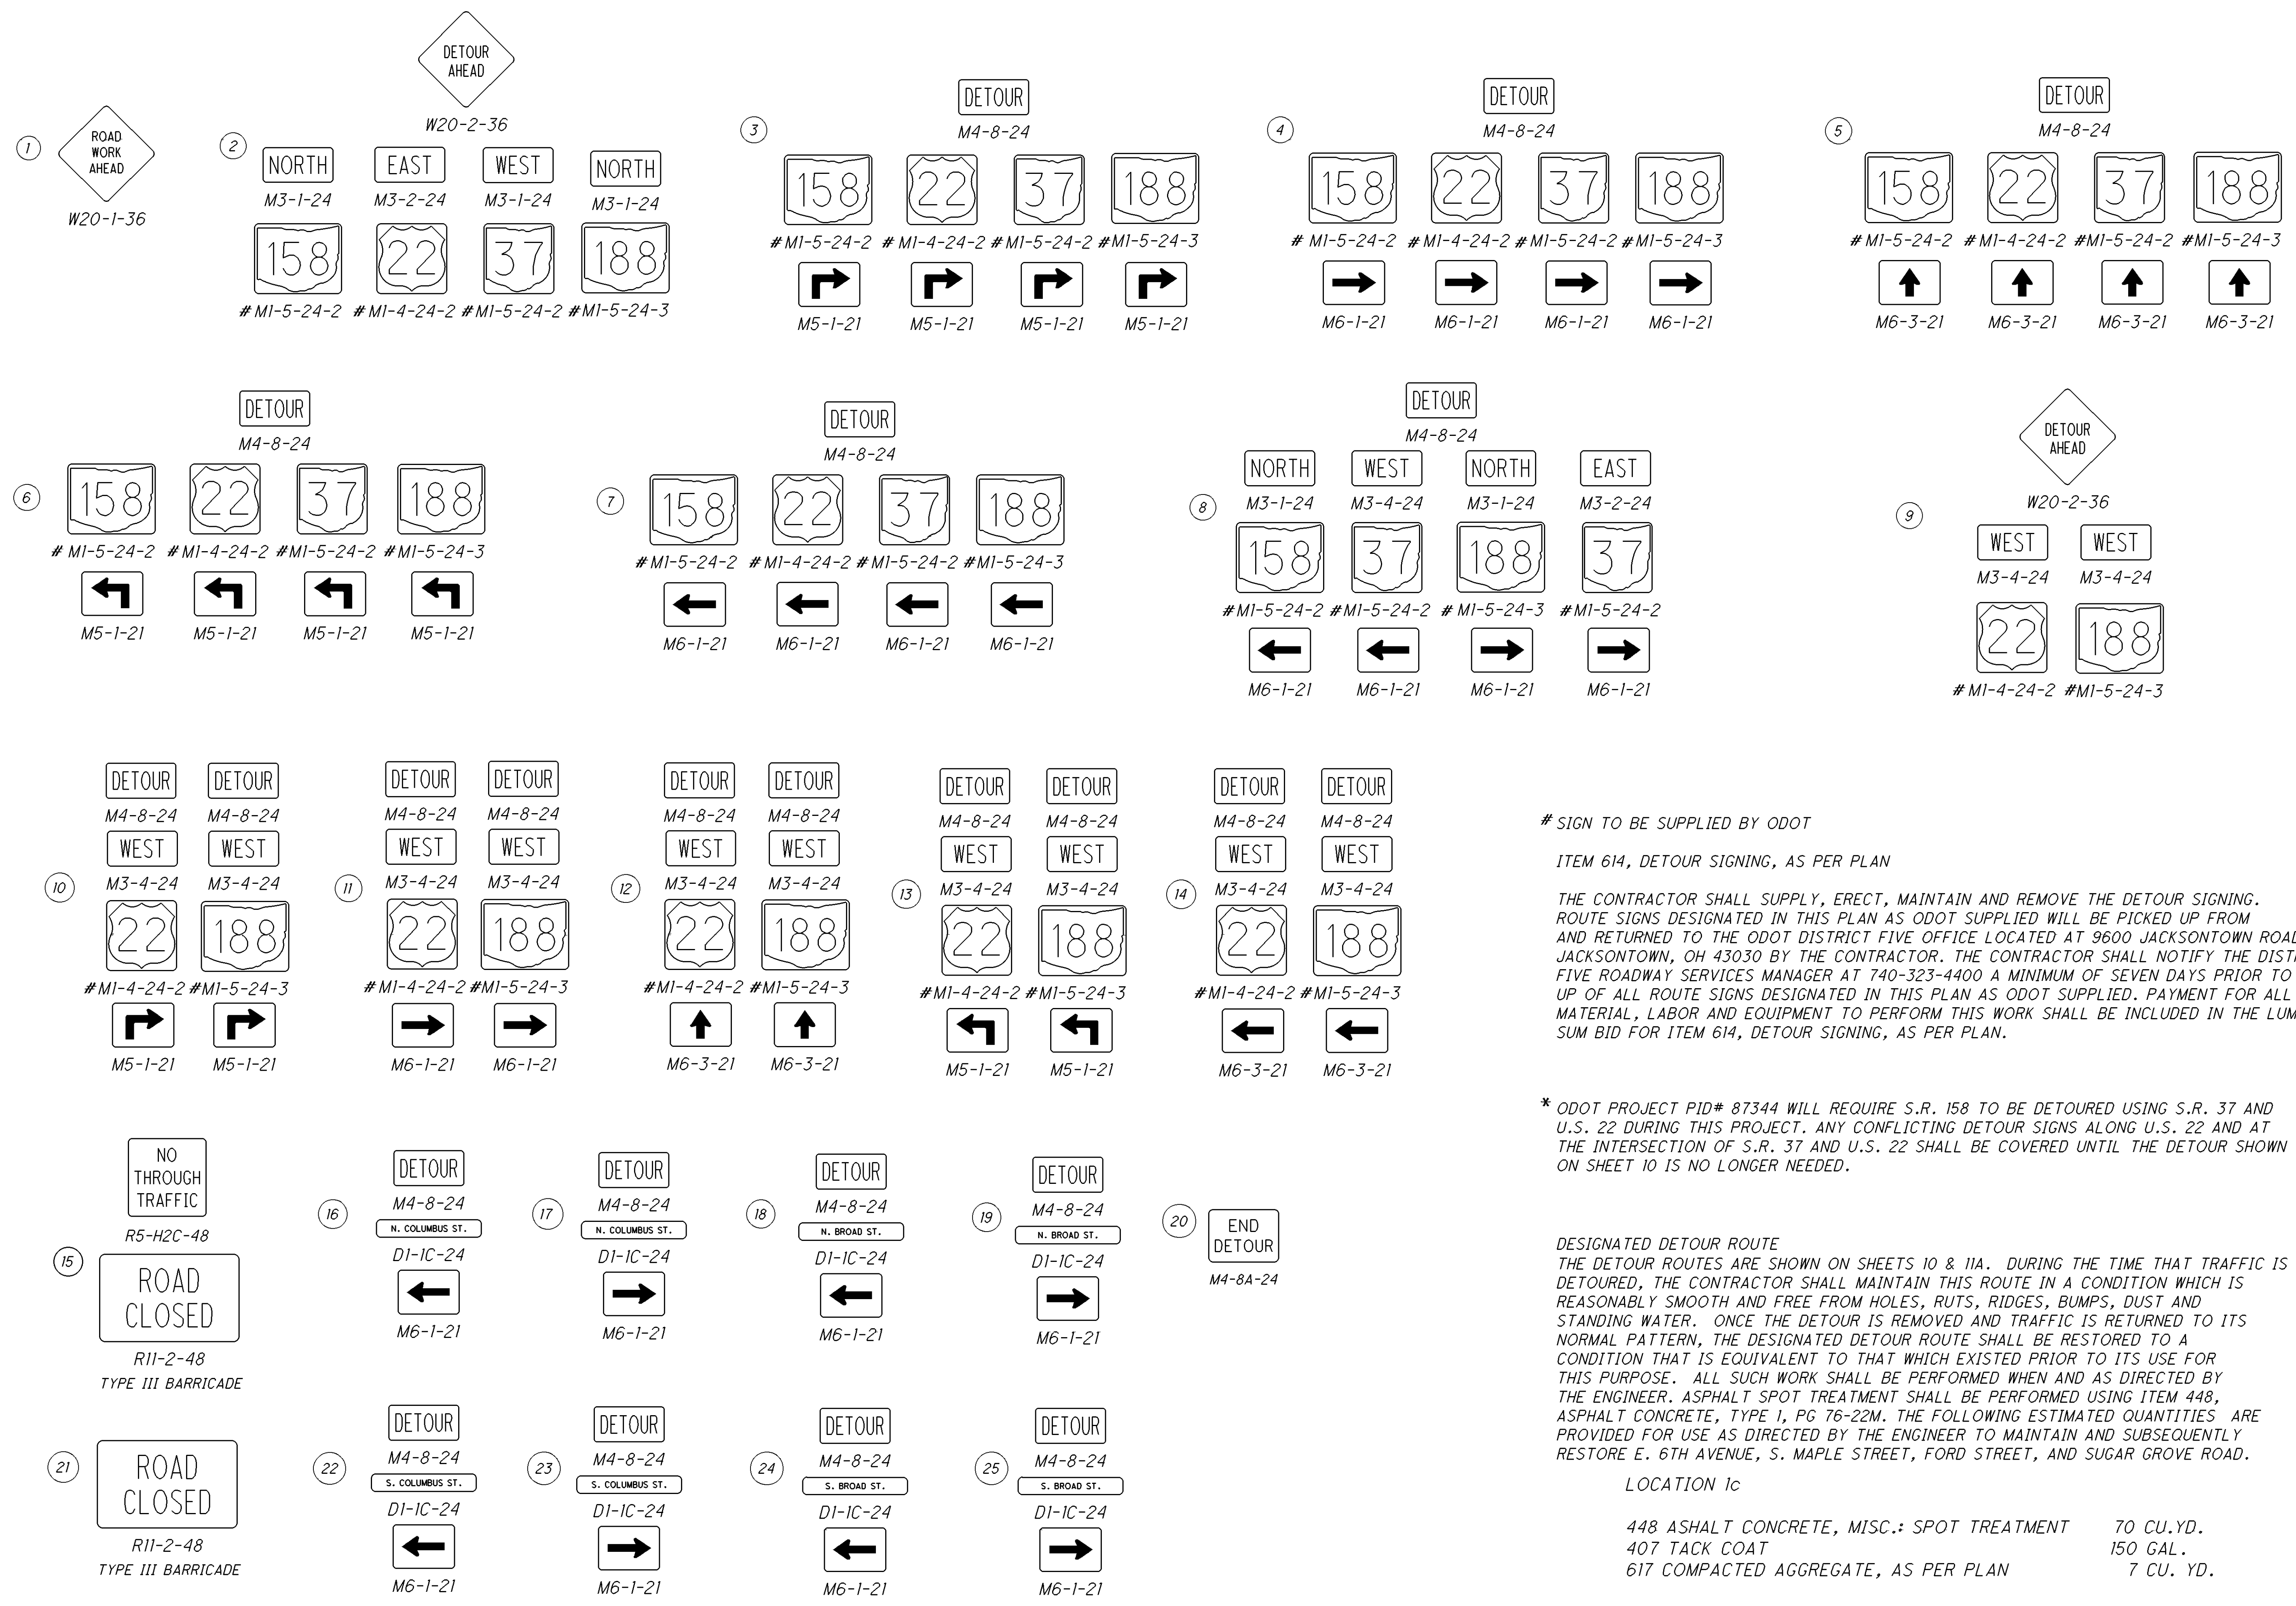 1
ROAD
WORK
AHEAD
W20-1-36
2
DETOUR
AHEAD
W20-2-36
NORTH EAST WEST NORTH
M3-1-24 M3-2-24 M3-1-24 M3-1-24
158 22 37 188
#M1-5-24-2 #M1-4-24-2 #M1-5-24-2 #M1-5-24-3
3
DETOUR
M4-8-24
158 22 37 188
#M1-5-24-2 #M1-4-24-2 #M1-5-24-2 #M1-5-24-3
M5-1-21 M5-1-21 M5-1-21 M5-1-21
4
DETOUR
M4-8-24
158 22 37 188
# M1-5-24-2 #M1-4-24-2 #M1-5-24-2 #M1-5-24-3
M6-1-21 M6-1-21 M6-1-21 M6-1-21
5
DETOUR
M4-8-24
158 22 37 188
# M1-5-24-2 #M1-4-24-2 #M1-5-24-2 #M1-5-24-3
M6-3-21 M6-3-21 M6-3-21 M6-3-21
6
DETOUR
M4-8-24
158 22 37 188
# M1-5-24-2 #M1-4-24-2 #M1-5-24-2 #M1-5-24-3
M5-1-21 M5-1-21 M5-1-21 M5-1-21
7
DETOUR
M4-8-24
158 22 37 188
#M1-5-24-2 #M1-4-24-2 #M1-5-24-2 #M1-5-24-3
M6-1-21 M6-1-21 M6-1-21 M6-1-21
8
DETOUR
M4-8-24
NORTH WEST NORTH EAST
M3-1-24 M3-4-24 M3-1-24 M3-2-24
158 37 188 37
#M1-5-24-2 #M1-5-24-2 # M1-5-24-3 #M1-5-24-2
M6-1-21 M6-1-21 M6-1-21 M6-1-21
9
DETOUR
AHEAD
W20-2-36
WEST WEST
M3-4-24 M3-4-24
22 188
# M1-4-24-2 #M1-5-24-3
10
DETOUR DETOUR
M4-8-24 M4-8-24
WEST WEST
M3-4-24 M3-4-24
22 188
#M1-4-24-2 #M1-5-24-3
M5-1-21 M5-1-21
11
DETOUR DETOUR
M4-8-24 M4-8-24
WEST WEST
M3-4-24 M3-4-24
22 188
# M1-4-24-2 #M1-5-24-3
M6-1-21 M6-1-21
12
DETOUR DETOUR
M4-8-24 M4-8-24
WEST WEST
M3-4-24 M3-4-24
22 188
#M1-4-24-2 #M1-5-24-3
M6-3-21 M6-3-21
13
DETOUR DETOUR
M4-8-24 M4-8-24
WEST WEST
M3-4-24 M3-4-24
22 188
#M1-4-24-2 #M1-5-24-3
M5-1-21 M5-1-21
14
DETOUR DETOUR
M4-8-24 M4-8-24
WEST WEST
M3-4-24 M3-4-24
22 188
#M1-4-24-2 #M1-5-24-3
M6-3-21 M6-3-21
# SIGN TO BE SUPPLIED BY ODOT
ITEM 614, DETOUR SIGNING, AS PER PLAN
THE CONTRACTOR SHALL SUPPLY, ERECT, MAINTAIN AND REMOVE THE DETOUR SIGNING.
ROUTE SIGNS DESIGNATED IN THIS PLAN AS ODOT SUPPLIED WILL BE PICKED UP FROM
AND RETURNED TO THE ODOT DISTRICT FIVE OFFICE LOCATED AT 9600 JACKSONTOWN ROA
JACKSONTOWN, OH 43030 BY THE CONTRACTOR. THE CONTRACTOR SHALL NOTIFY THE DIST
FIVE ROADWAY SERVICES MANAGER AT 740-323-4400 A MINIMUM OF SEVEN DAYS PRIOR TO
UP OF ALL ROUTE SIGNS DESIGNATED IN THIS PLAN AS ODOT SUPPLIED. PAYMENT FOR ALL
MATERIAL, LABOR AND EQUIPMENT TO PERFORM THIS WORK SHALL BE INCLUDED IN THE LUM
SUM BID FOR ITEM 614, DETOUR SIGNING, AS PER PLAN.
* ODOT PROJECT PID# 87344 WILL REQUIRE S.R. 158 TO BE DETOURED USING S.R. 37 AND
U.S. 22 DURING THIS PROJECT. ANY CONFLICTING DETOUR SIGNS ALONG U.S. 22 AND AT
THE INTERSECTION OF S.R. 37 AND U.S. 22 SHALL BE COVERED UNTIL THE DETOUR SHOWN
ON SHEET 10 IS NO LONGER NEEDED.
15
NO
THROUGH
TRAFFIC
R5-H2C-48
ROAD
CLOSED
R11-2-48
TYPE III BARRICADE
16
DETOUR
M4-8-24
N. COLUMBUS ST.
D1-1C-24
M6-1-21
17
DETOUR
M4-8-24
N. COLUMBUS ST.
D1-1C-24
M6-1-21
18
DETOUR
M4-8-24
N. BROAD ST.
D1-1C-24
M6-1-21
19
DETOUR
M4-8-24
N. BROAD ST.
D1-1C-24
M6-1-21
20
END
DETOUR
M4-8A-24
21
ROAD
CLOSED
R11-2-48
TYPE III BARRICADE
22
DETOUR
M4-8-24
S. COLUMBUS ST.
D1-1C-24
M6-1-21
23
DETOUR
M4-8-24
S. COLUMBUS ST.
D1-1C-24
M6-1-21
24
DETOUR
M4-8-24
S. BROAD ST.
D1-1C-24
M6-1-21
25
DETOUR
M4-8-24
S. BROAD ST.
D1-1C-24
M6-1-21
DESIGNATED DETOUR ROUTE
THE DETOUR ROUTES ARE SHOWN ON SHEETS 10 & 11A. DURING THE TIME THAT TRAFFIC IS
DETOURED, THE CONTRACTOR SHALL MAINTAIN THIS ROUTE IN A CONDITION WHICH IS
REASONABLY SMOOTH AND FREE FROM HOLES, RUTS, RIDGES, BUMPS, DUST AND
STANDING WATER. ONCE THE DETOUR IS REMOVED AND TRAFFIC IS RETURNED TO ITS
NORMAL PATTERN, THE DESIGNATED DETOUR ROUTE SHALL BE RESTORED TO A
CONDITION THAT IS EQUIVALENT TO THAT WHICH EXISTED PRIOR TO ITS USE FOR
THIS PURPOSE. ALL SUCH WORK SHALL BE PERFORMED WHEN AND AS DIRECTED BY
THE ENGINEER. ASPHALT SPOT TREATMENT SHALL BE PERFORMED USING ITEM 448,
ASPHALT CONCRETE, TYPE 1, PG 76-22M. THE FOLLOWING ESTIMATED QUANTITIES ARE
PROVIDED FOR USE AS DIRECTED BY THE ENGINEER TO MAINTAIN AND SUBSEQUENTLY
RESTORE E. 6TH AVENUE, S. MAPLE STREET, FORD STREET, AND SUGAR GROVE ROAD.
LOCATION 1c
448 ASHALT CONCRETE, MISC.: SPOT TREATMENT 70 CU.YD.
407 TACK COAT 150 GAL.
617 COMPACTED AGGREGATE, AS PER PLAN 7 CU. YD.